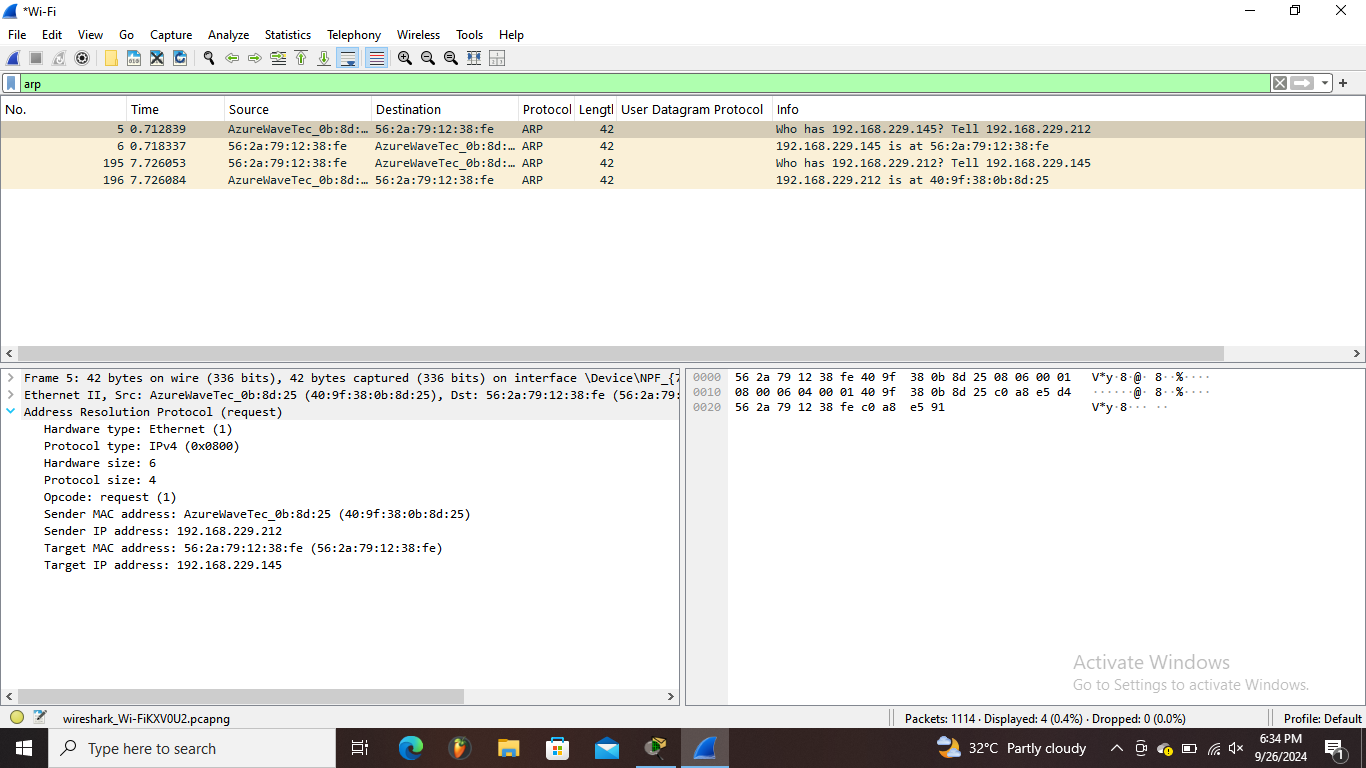 *Wi-Fi
File Edit View Go Capture Analyze Statistics Telephony Wireless Tools Help
arp
No. Time Source Destination Protocol Lengtl User Datagram Protocol Info
5 0.712839 AzureWaveTec_0b:8d:… 56:2a:79:12:38:fe ARP 42 Who has 192.168.229.145? Tell 192.168.229.212
6 0.718337 56:2a:79:12:38:fe AzureWaveTec_0b:8d:… ARP 42 192.168.229.145 is at 56:2a:79:12:38:fe
195 7.726053 56:2a:79:12:38:fe AzureWaveTec_0b:8d:… ARP 42 Who has 192.168.229.212? Tell 192.168.229.145
196 7.726084 AzureWaveTec_0b:8d:… 56:2a:79:12:38:fe ARP 42 192.168.229.212 is at 40:9f:38:0b:8d:25
Frame 5: 42 bytes on wire (336 bits), 42 bytes captured (336 bits) on interface \Device\NPF_{7
Ethernet II, Src: AzureWaveTec_0b:8d:25 (40:9f:38:0b:8d:25), Dst: 56:2a:79:12:38:fe (56:2a:79:
Address Resolution Protocol (request)
Hardware type: Ethernet (1)
Protocol type: IPv4 (0x0800)
Hardware size: 6
Protocol size: 4
Opcode: request (1)
Sender MAC address: AzureWaveTec_0b:8d:25 (40:9f:38:0b:8d:25)
Sender IP address: 192.168.229.212
Target MAC address: 56:2a:79:12:38:fe (56:2a:79:12:38:fe)
Target IP address: 192.168.229.145
0000 56 2a 79 12 38 fe 40 9f 38 0b 8d 25 08 06 00 01 V*y·8·@· 8··%····
0010 08 00 06 04 00 01 40 9f 38 0b 8d 25 c0 a8 e5 d4 ······@· 8··%····
0020 56 2a 79 12 38 fe c0 a8 e5 91 V*y·8··· ··
Activate Windows
Go to Settings to activate Windows.
wireshark_Wi-FiKXV0U2.pcapng
Packets: 1114 · Displayed: 4 (0.4%) · Dropped: 0 (0.0%)
Profile: Default
Type here to search
32°C Partly cloudy
6:34 PM
9/26/2024
1